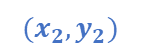 (x₂, y₂)